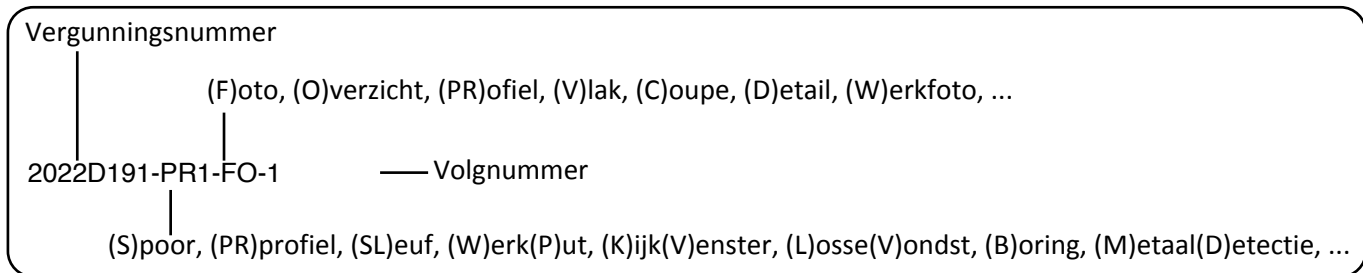 Vergunningsnummer
(F)oto, (O)verzicht, (PR)ofiel, (V)lak, (C)oupe, (D)etail, (W)erkfoto, ...
2022D191-PR1-FO-1 Volgnummer
(S)poor, (PR)profiel, (SL)euf, (W)erk(P)ut, (K)ijk(V)enster, (L)osse(V)ondst, (B)oring, (M)etaal(D)etectie, ...